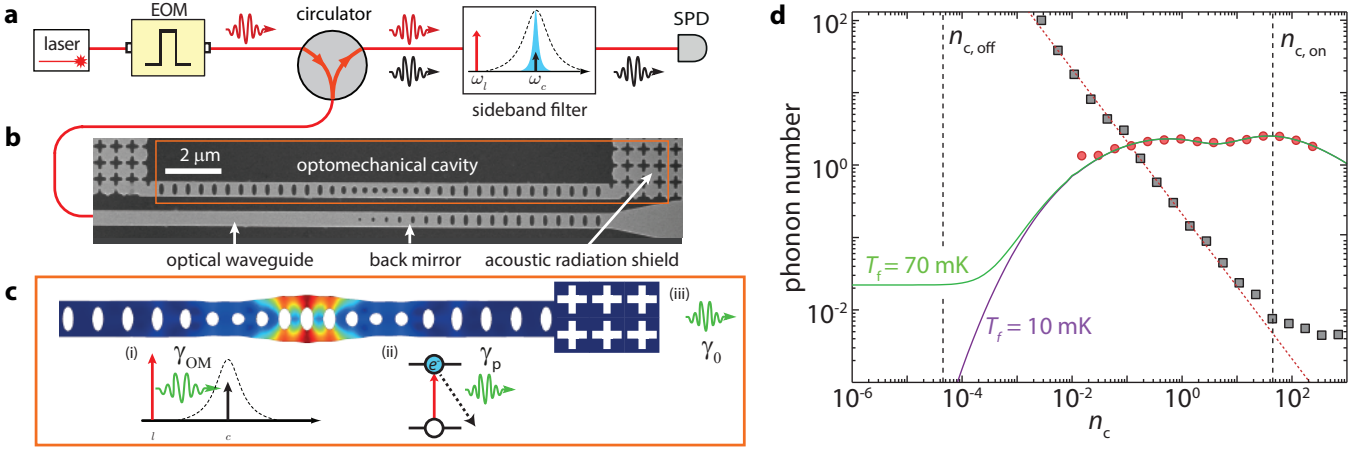 a
laser
EOM
circulator
SPD
ω_l
ω_c
sideband filter
b
2 μm
optomechanical cavity
optical waveguide
back mirror
acoustic radiation shield
c
(i)
γ_OM
l
c
(ii)
e⁻
γ_p
(iii)
γ_0
d
n_c, off
n_c, on
phonon number
10^2
10^0
10^-2
T_f = 70 mK
T_f = 10 mK
10^-6
10^-4
10^-2
10^0
10^2
n_c